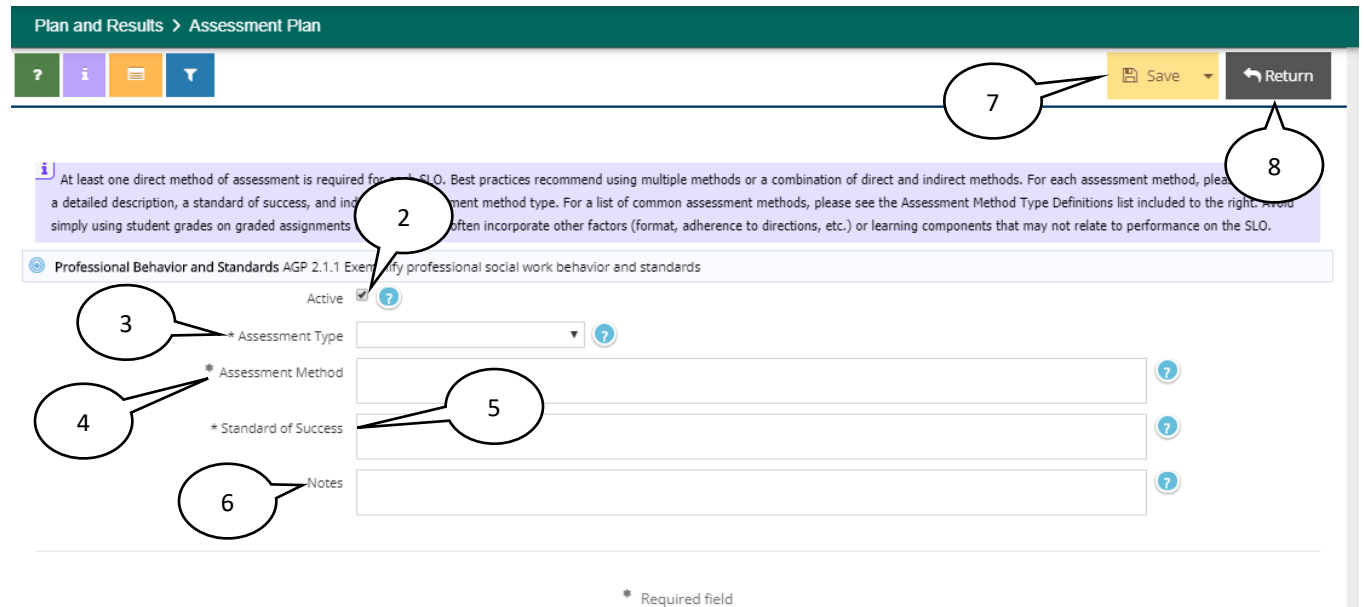 Plan and Results > Assessment Plan
? i Save Return
7
8
i At least one direct method of assessment is required for SLO. Best practices recommend using multiple methods or a combination of direct and indirect methods. For each assessment method,
a detailed description, a standard of success, and method type. For a list of common assessment methods, please see the Assessment Method Type Definitions list included to the right. Avoid
simply using student grades on graded assignments often incorporate other factors (format, adherence to directions, etc.) or learning components that may not relate to performance on the SLO.
2
Professional Behavior and Standards AGP 2.1.1 professional social work behavior and standards
Active ?
3
* Assessment Type ?
* Assessment Method ?
4
5
* Standard of Success ?
Notes ?
6
* Required field